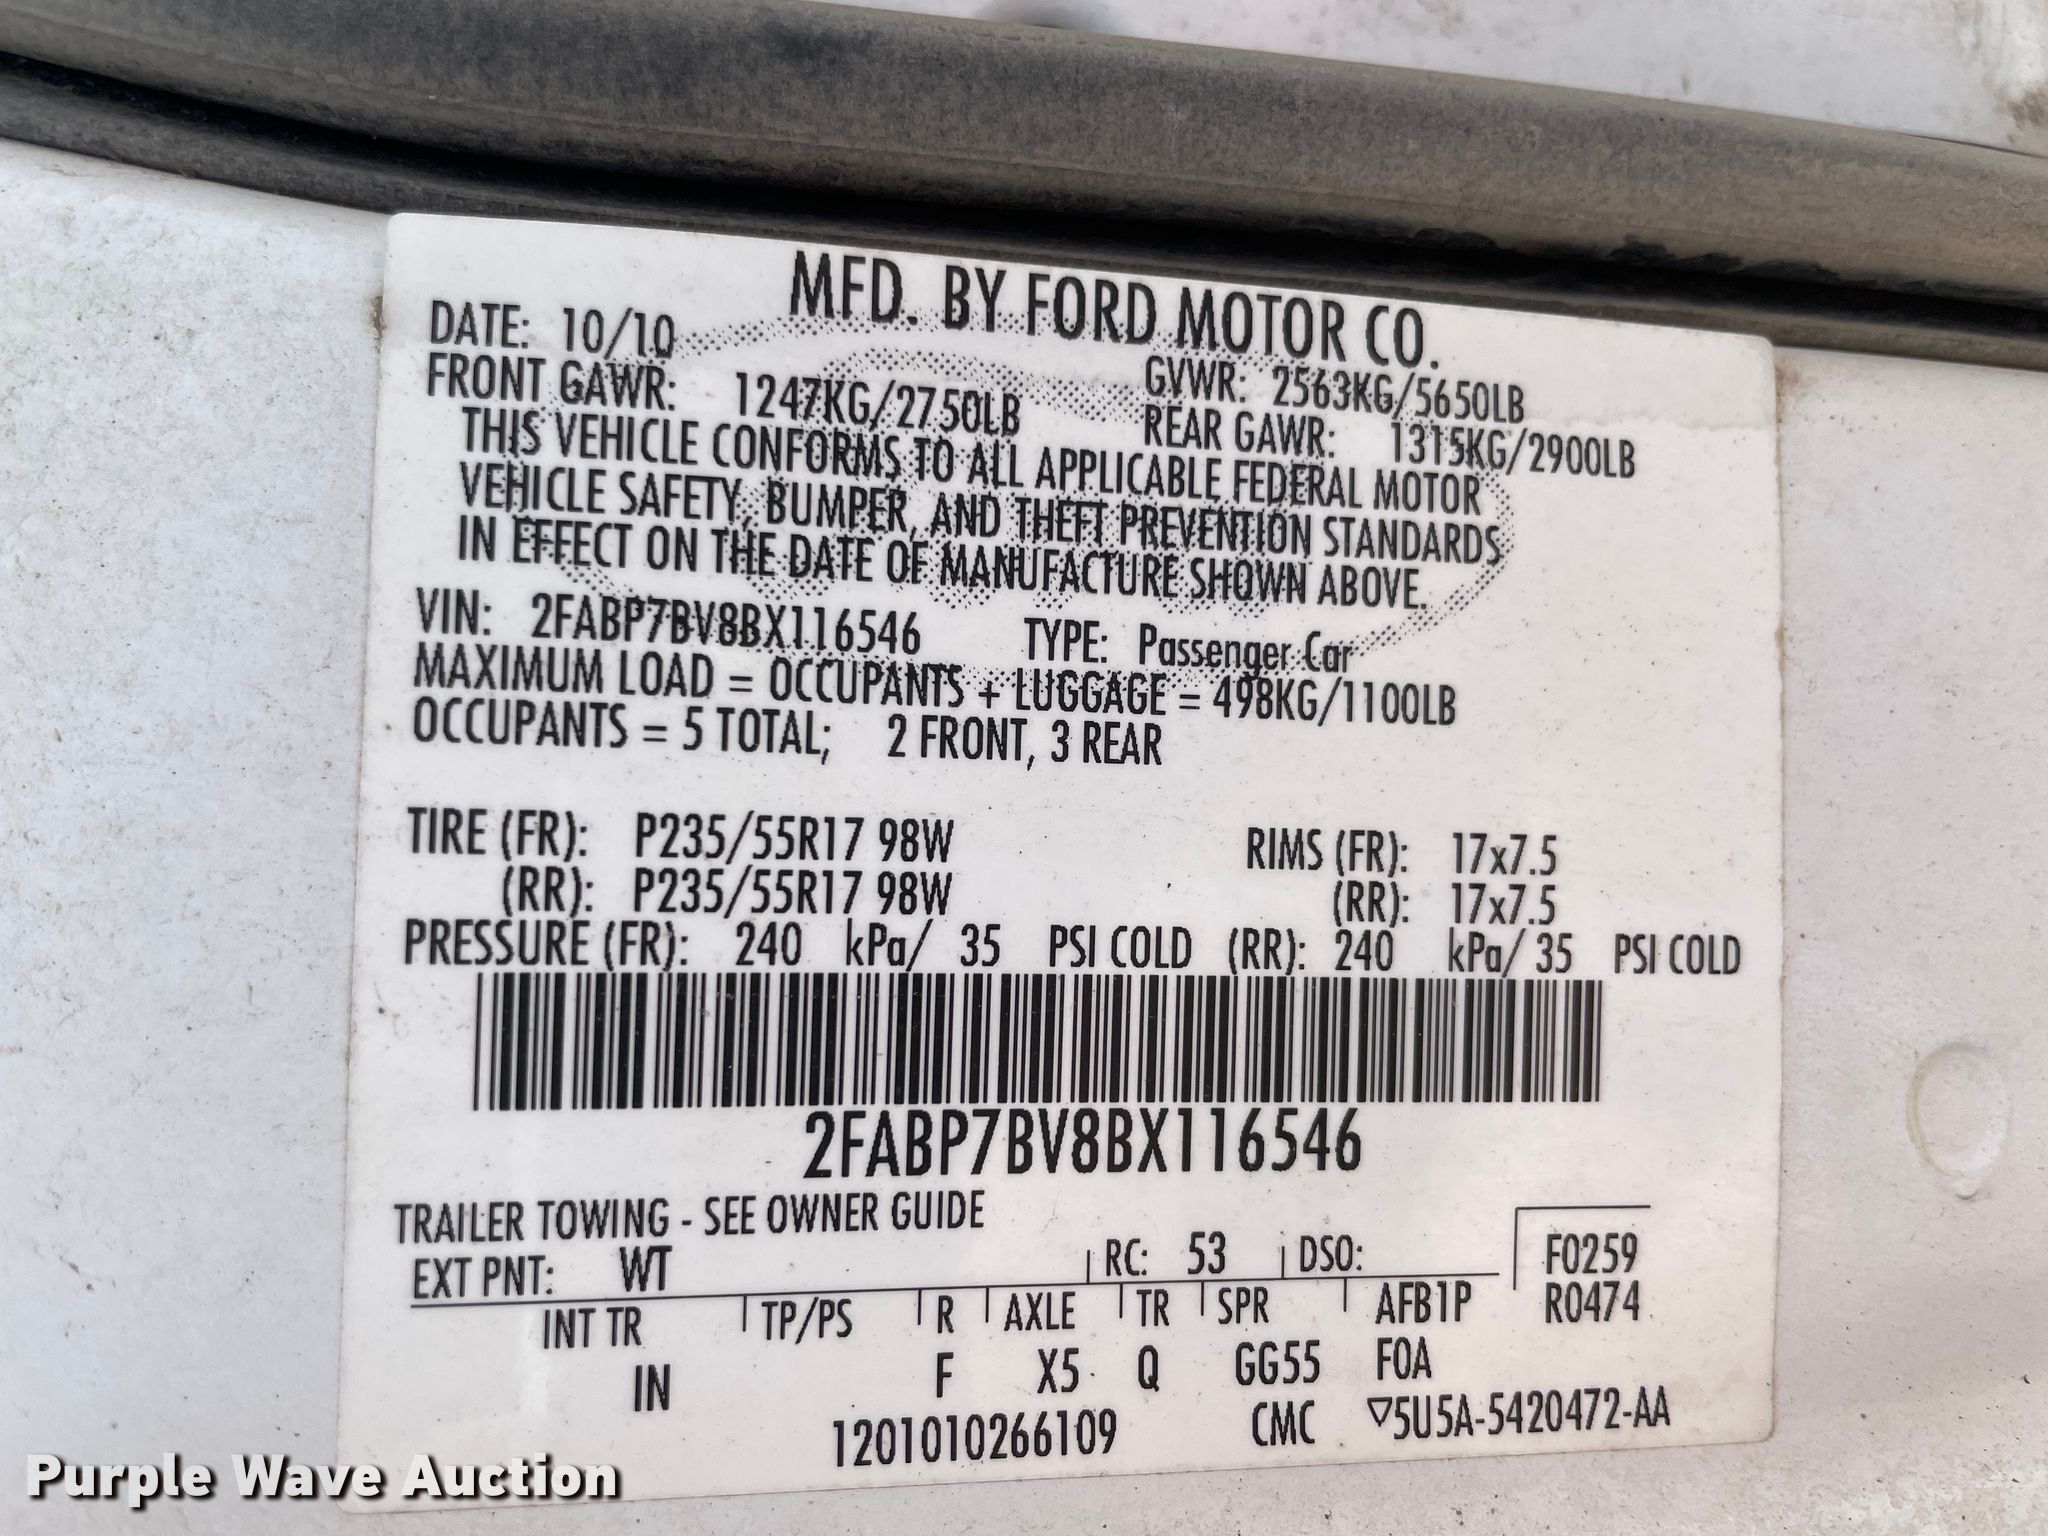 MFD. BY FORD MOTOR CO.
DATE: 10/10 GVWR: 2563KG/5650LB
FRONT GAWR: 1247KG/2750LB REAR GAWR: 1315KG/2900LB
THIS VEHICLE CONFORMS TO ALL APPLICABLE FEDERAL MOTOR
VEHICLE SAFETY, BUMPER, AND THEFT PREVENTION STANDARDS
IN EFFECT ON THE DATE OF MANUFACTURE SHOWN ABOVE.
VIN: 2FABP7BV8BX116546 TYPE: Passenger Car
MAXIMUM LOAD = OCCUPANTS + LUGGAGE = 498KG/1100LB
OCCUPANTS = 5 TOTAL; 2 FRONT, 3 REAR
TIRE (FR): P235/55R17 98W RIMS (FR): 17x7.5
(RR): P235/55R17 98W (RR): 17x7.5
PRESSURE (FR): 240 kPa/ 35 PSI COLD (RR): 240 kPa/ 35 PSI COLD
2FABP7BV8BX116546
TRAILER TOWING - SEE OWNER GUIDE
EXT PNT: WT RC: 53 DSO: F0259
INT TR TP/PS R AXLE TR SPR AFB1P R0474
IN F X5 Q GG55 F0A
1201010266109 CMC ▽5U5A-5420472-AA
Purple Wave Auction